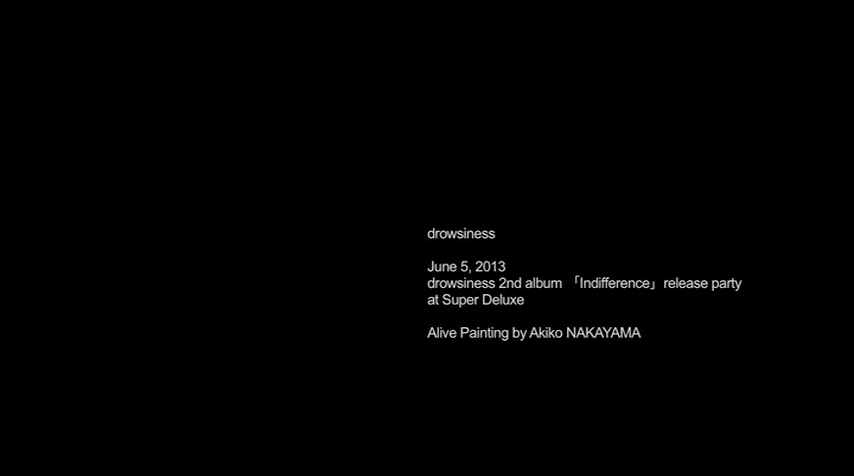 drowsiness
June 5, 2013
drowsiness 2nd album 「Indifference」 release party
at Super Deluxe
Alive Painting by Akiko NAKAYAMA